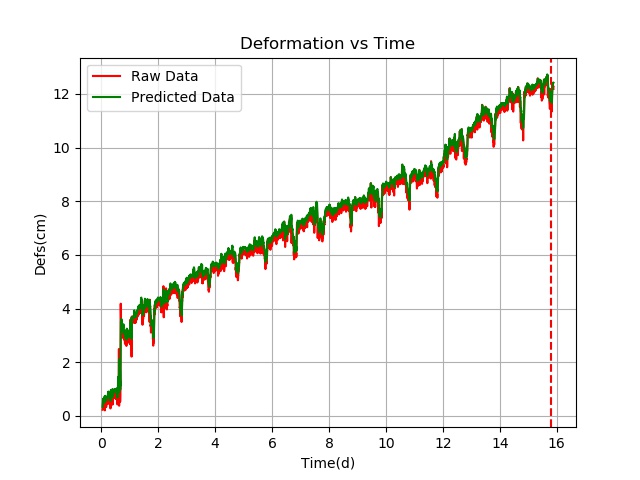 Deformation vs Time
Raw Data
Predicted Data
Defs(cm)
12
10
8
6
4
2
0
0 2 4 6 8 10 12 14 16
Time(d)